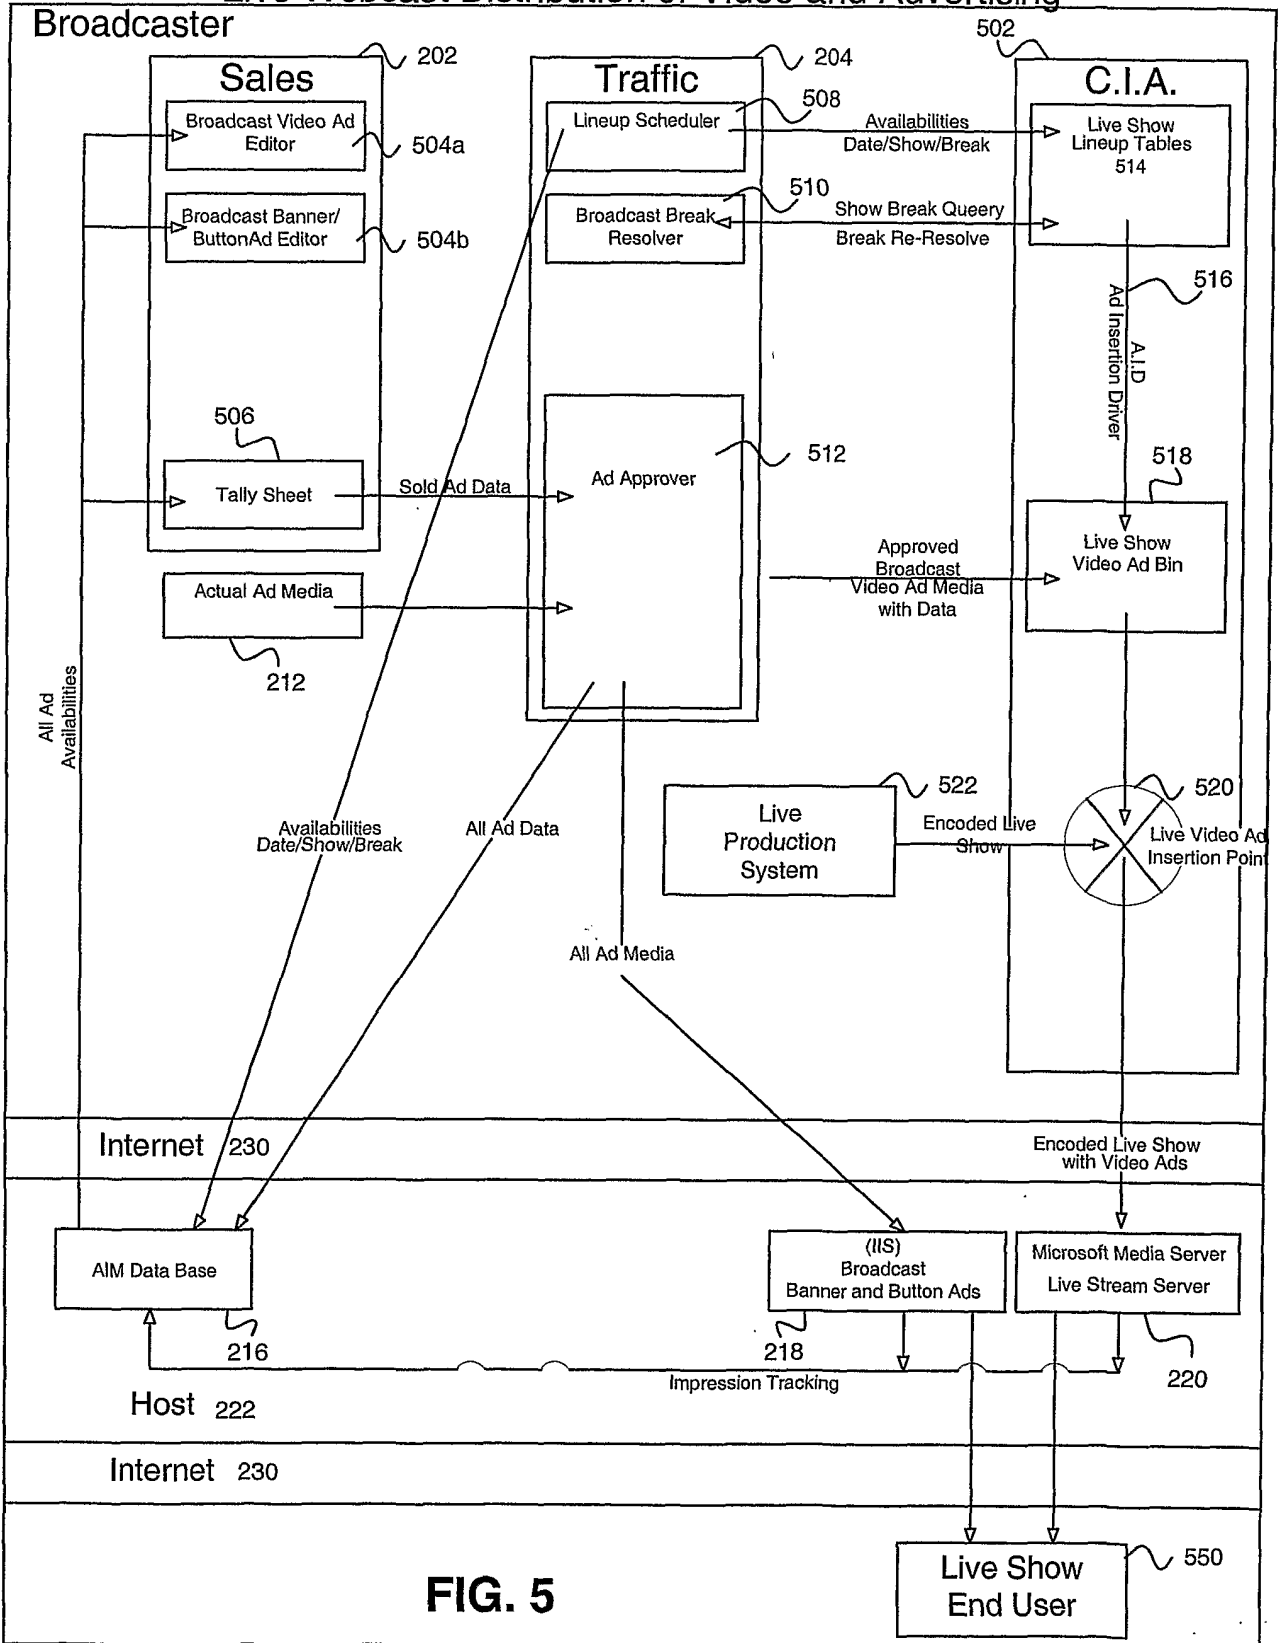 Live Webcast Distribution of Video and Advertising
Broadcaster
202
204
502
Sales
Traffic
C.I.A.
Broadcast Video Ad
Editor
504a
Broadcast Banner/
ButtonAd Editor
504b
506
Tally Sheet
Sold Ad Data
Actual Ad Media
212
Lineup Scheduler
508
Availabilities
Date/Show/Break
Live Show
Lineup Tables
514
510
Broadcast Break
Resolver
Show Break Queery
Break Re-Resolve
516
A.I.D
Ad Insertion Driver
Ad Approver
512
518
Live Show
Video Ad Bin
Approved
Broadcast
Video Ad Media
with Data
All Ad
Availabilities
522
Live
Production
System
Encoded Live
Show
520
Live Video Ad
Insertion Point
Availabilities
Date/Show/Break
All Ad Data
All Ad Media
Internet 230
Encoded Live Show
with Video Ads
AIM Data Base
216
(IIS)
Broadcast
Banner and Button Ads
218
Microsoft Media Server
Live Stream Server
220
Impression Tracking
Host 222
Internet 230
Live Show
End User
550
FIG. 5